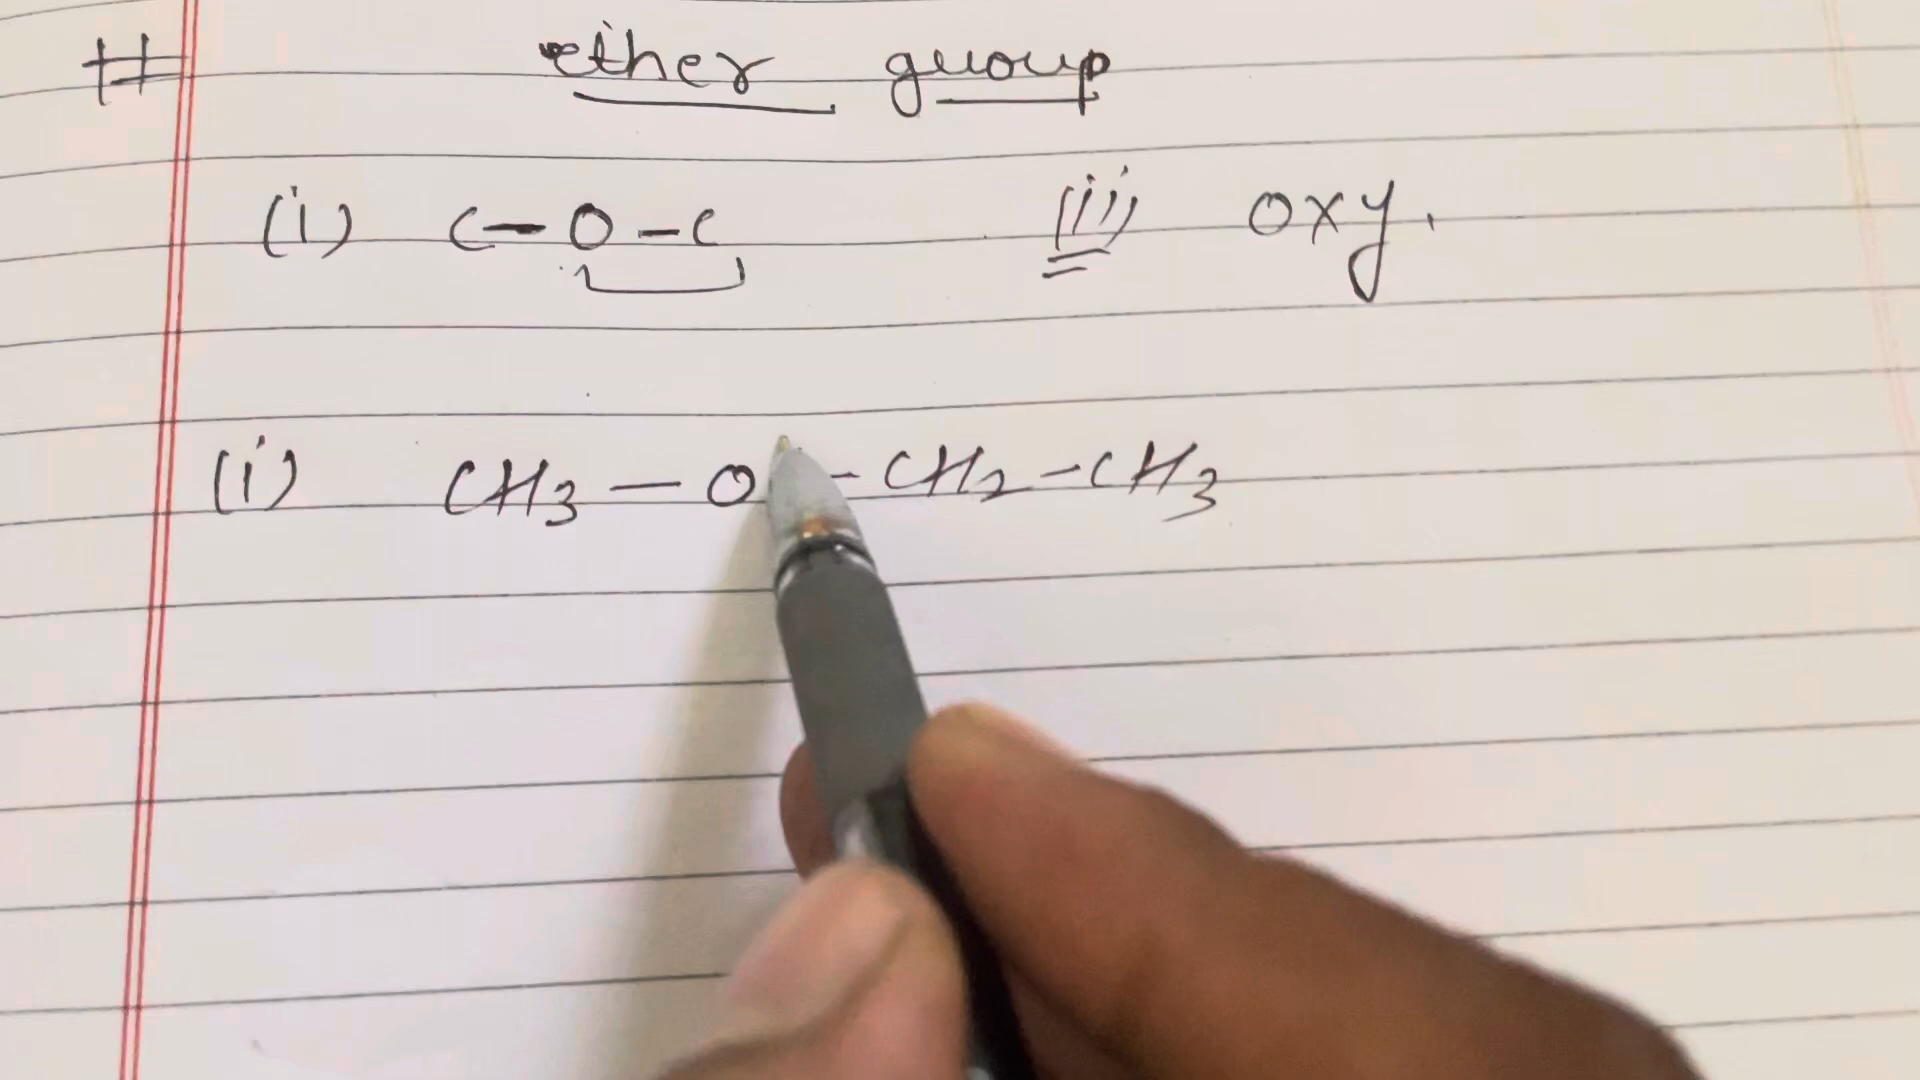 # ether group
(i) C-O-C (ii) oxy.
(i) CH3-O-CH2-CH3